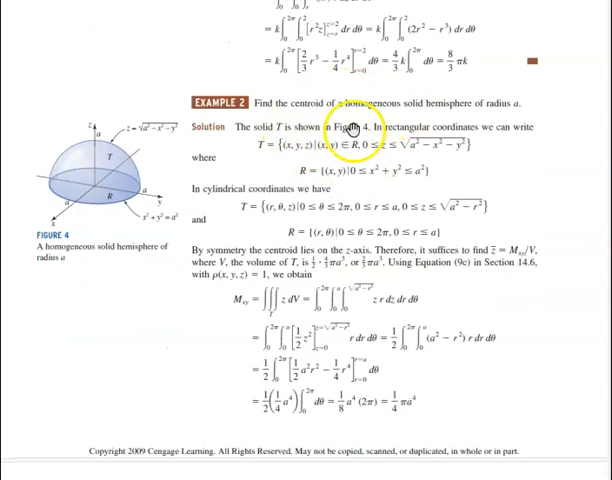 = k∫₀^{2π}∫₀^2 [r²z]_{z=r}^{z=2} dr dθ = k∫₀^{2π}∫₀^2 (2r² − r³) dr dθ
= k∫₀^{2π} [2/3 r³ − 1/4 r⁴]_{r=0}^{r=2} dθ = 4/3 k∫₀^{2π} dθ = 8/3 πk
EXAMPLE 2 Find the centroid of a homogeneous solid hemisphere of radius a.
Solution The solid T is shown in Figure 4. In rectangular coordinates we can write
T = {(x, y, z)|(x, y) ∈ R, 0 ≤ z ≤ √(a² − x² − y²)}
where
R = {(x, y)|0 ≤ x² + y² ≤ a²}
In cylindrical coordinates we have
T = {(r, θ, z)|0 ≤ θ ≤ 2π, 0 ≤ r ≤ a, 0 ≤ z ≤ √(a² − r²)}
and
R = {(r, θ)|0 ≤ θ ≤ 2π, 0 ≤ r ≤ a}
By symmetry the centroid lies on the z-axis. Therefore, it suffices to find z̄ = M_{xy}/V,
where V, the volume of T, is ½ · 4/3 πa³, or 2/3 πa³. Using Equation (9c) in Section 14.6,
with ρ(x, y, z) = 1, we obtain
M_{xy} = ∭_T z dV = ∫₀^{2π}∫₀^a∫₀^{√(a²−r²)} z r dz dr dθ
= ∫₀^{2π}∫₀^a [1/2 z²]_{z=0}^{z=√(a²−r²)} r dr dθ = 1/2 ∫₀^{2π}∫₀^a (a² − r²) r dr dθ
= 1/2 ∫₀^{2π} [1/2 a²r² − 1/4 r⁴]_{r=0}^{r=a} dθ
= 1/2 (1/4 a⁴) ∫₀^{2π} dθ = 1/8 a⁴ (2π) = 1/4 πa⁴
z
z = √(a² − x² − y²)
a
T
R
a
a
y
x
x² + y² = a²
FIGURE 4
A homogeneous solid hemisphere of
radius a
Copyright 2009 Cengage Learning. All Rights Reserved. May not be copied, scanned, or duplicated, in whole or in part.